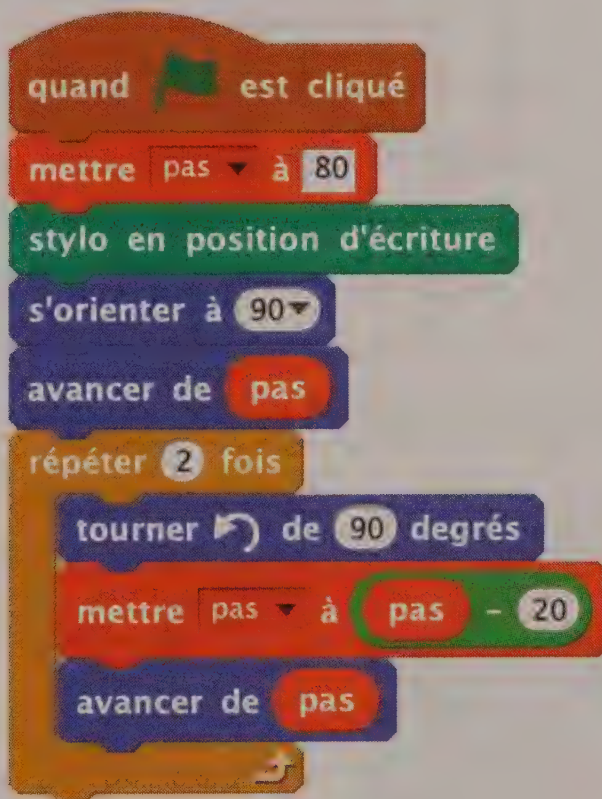 quand est cliqué
mettre pas à 80
stylo en position d'écriture
s'orienter à 90
avancer de pas
répéter 2 fois
tourner de 90 degrés
mettre pas à pas - 20
avancer de pas